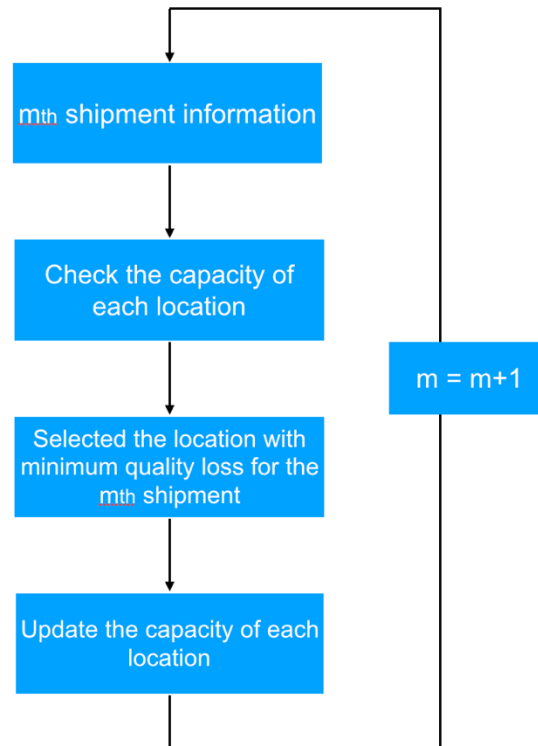 mth shipment information
Check the capacity of
each location
Selected the location with
minimum quality loss for the
mth shipment
Update the capacity of each
location
m = m+1